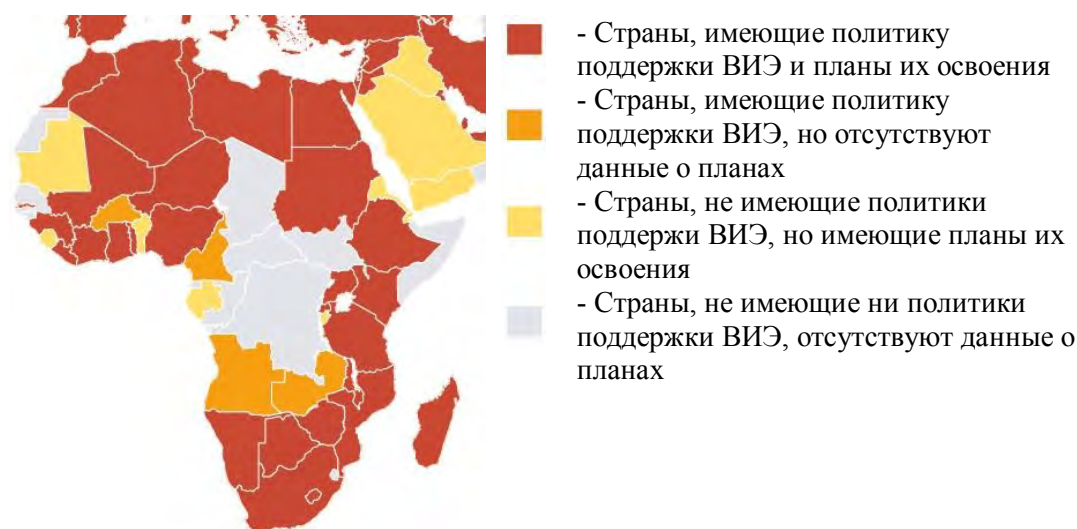 - Страны, имеющие политику
поддержки ВИЭ и планы их освоения
- Страны, имеющие политику
поддержки ВИЭ, но отсутствуют
данные о планах
- Страны, не имеющие политики
поддержи ВИЭ, но имеющие планы их
освоения
- Страны, не имеющие ни политики
поддержки ВИЭ, отсутствуют данные о
планах